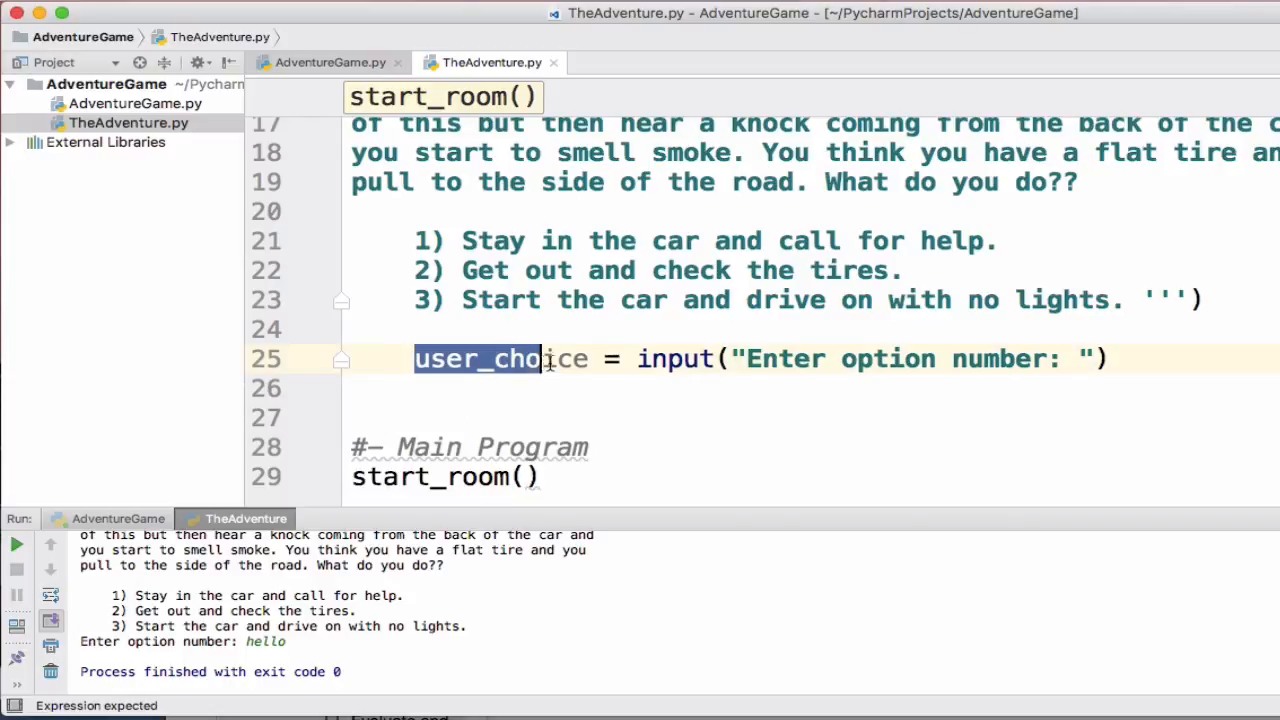 TheAdventure.py - AdventureGame - [~/PycharmProjects/AdventureGame]
AdventureGame TheAdventure.py
Project AdventureGame.py × TheAdventure.py ×
AdventureGame ~/Pycharm
AdventureGame.py
TheAdventure.py
External Libraries
start_room()
17 of this but then hear a knock coming from the back of the c
18 you start to smell smoke. You think you have a flat tire an
19 pull to the side of the road. What do you do??
20
21 1) Stay in the car and call for help.
22 2) Get out and check the tires.
23 3) Start the car and drive on with no lights. ''')
24
25 user_choice = input("Enter option number: ")
26
27
28 #- Main Program
29 start_room()
Run: AdventureGame TheAdventure
of this but then hear a knock coming from the back of the car and
you start to smell smoke. You think you have a flat tire and you
pull to the side of the road. What do you do??
1) Stay in the car and call for help.
2) Get out and check the tires.
3) Start the car and drive on with no lights.
Enter option number: hello
Process finished with exit code 0
Expression expected